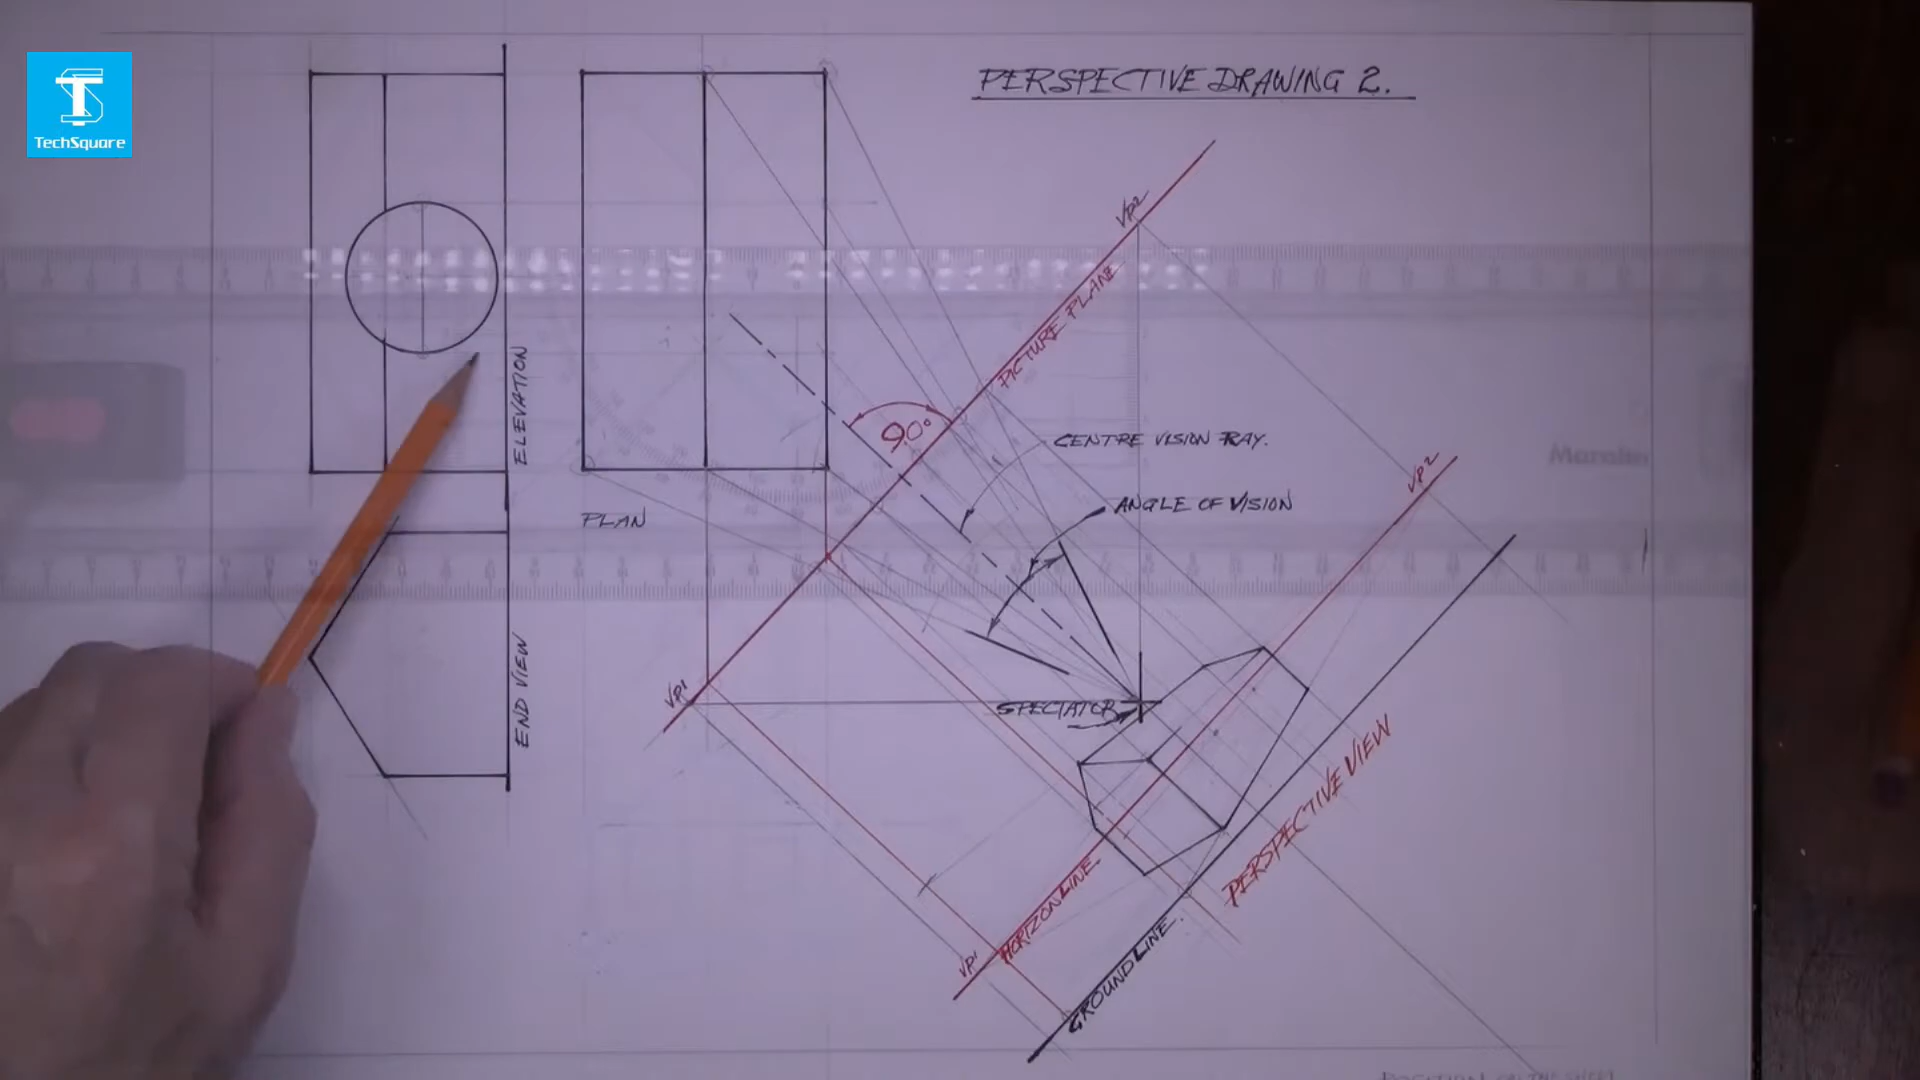 TechSquare
PERSPECTIVE DRAWING 2.
VP2
PICTURE PLANE
ELEVATION
90°
CENTRE VISION RAY.
ANGLE OF VISION
VP2
PLAN
END VIEW
VP1
SPECTATOR
PERSPECTIVE VIEW
HORIZON LINE
VP1
GROUND LINE.